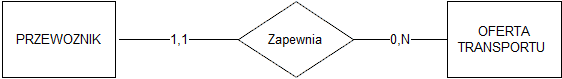 PRZEWOZNIK
1,1
Zapewnia
0,N
OFERTA
TRANSPORTU